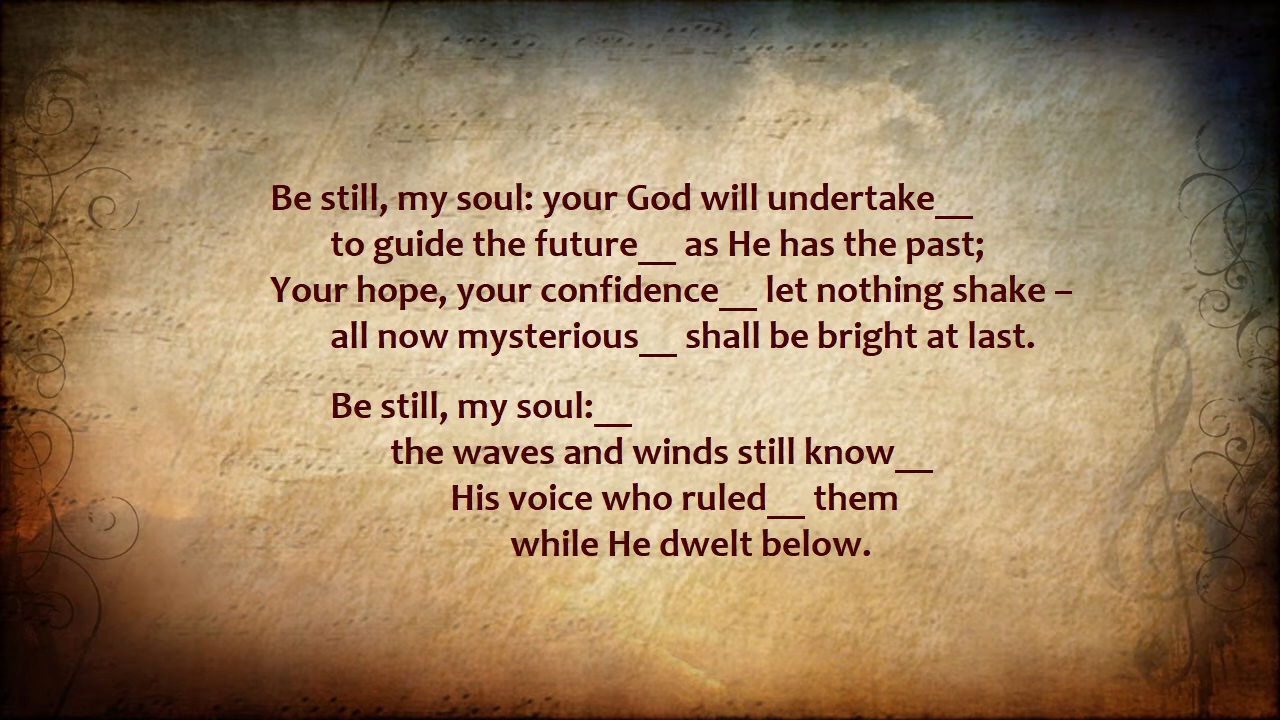 Be still, my soul: your God will undertake__
to guide the future__ as He has the past;
Your hope, your confidence__ let nothing shake –
all now mysterious__ shall be bright at last.
Be still, my soul:__
the waves and winds still know__
His voice who ruled__ them
while He dwelt below.